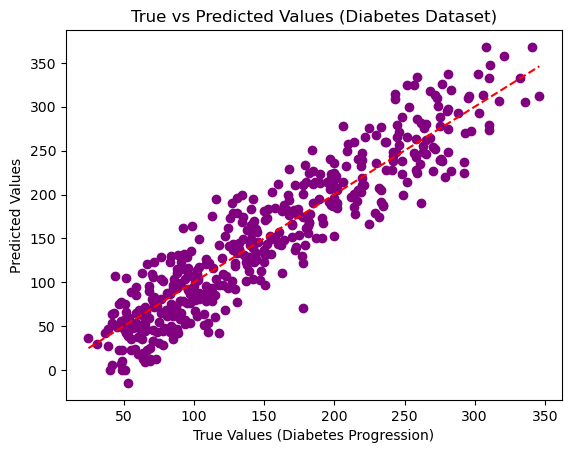 True vs Predicted Values (Diabetes Dataset)
350
300
250
200
150
100
50
0
Predicted Values
50 100 150 200 250 300 350
True Values (Diabetes Progression)